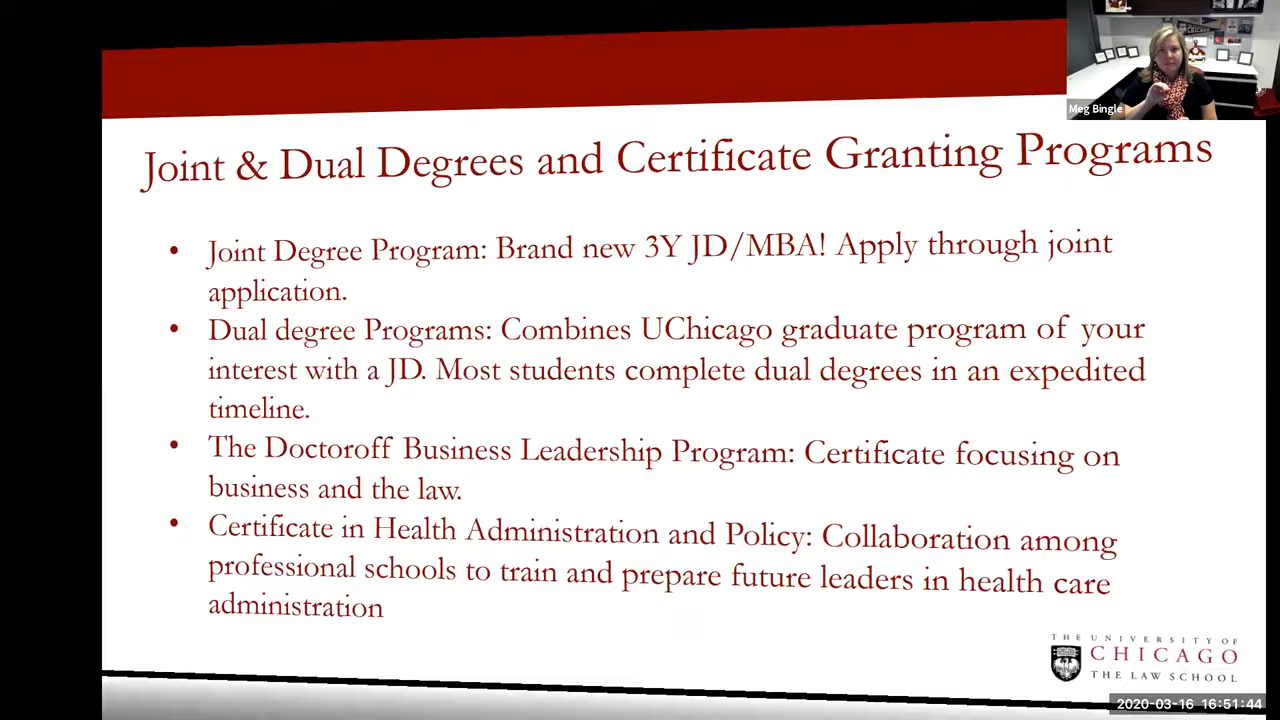 Meg Bingle
Joint & Dual Degrees and Certificate Granting Programs
• Joint Degree Program: Brand new 3Y JD/MBA! Apply through joint
application.
• Dual degree Programs: Combines UChicago graduate program of your
interest with a JD. Most students complete dual degrees in an expedited
timeline.
• The Doctoroff Business Leadership Program: Certificate focusing on
business and the law.
• Certificate in Health Administration and Policy: Collaboration among
professional schools to train and prepare future leaders in health care
administration
THE UNIVERSITY OF
CHICAGO
THE LAW SCHOOL
2020-03-16 16:51:44